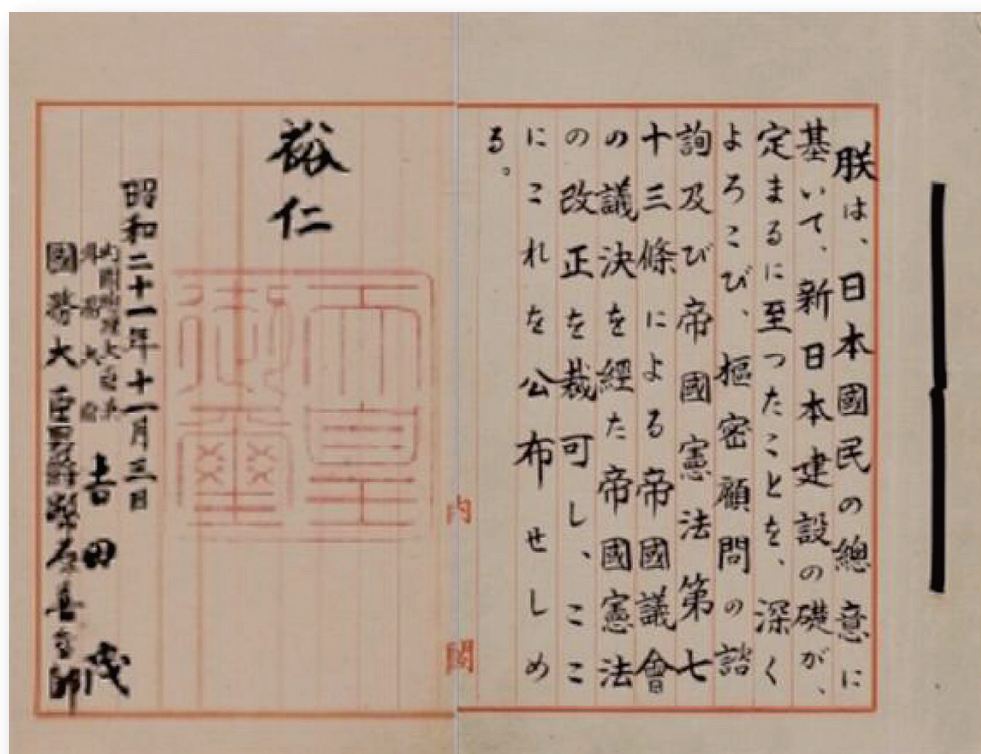 朕は、日本國民の總意に
基いて、新日本建設の礎が、
定まるに至つたことを、深く
よろこび、樞密顧問の諮
詢及び帝國憲法第七
十三條による帝國議會
の議決を經た帝國憲法
の改正を裁可し、ここ
にこれを公布せしめ
る。
裕仁
天皇
御璽
昭和二十一年十一月三日
內閣總理大臣兼
外務大臣
吉田茂
國務大臣男爵幣原喜重郎
內閣